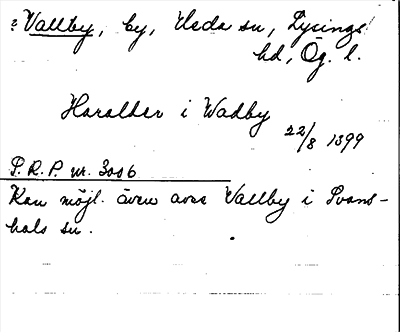 ? Vallby, by, Heda sn, Lysings
hd, Ög. l.
Haralder i Wadby
22/8 1399
P.R.P. nr. 3006
Kan möjl. även avse Vallby i Svans-
hals sn.